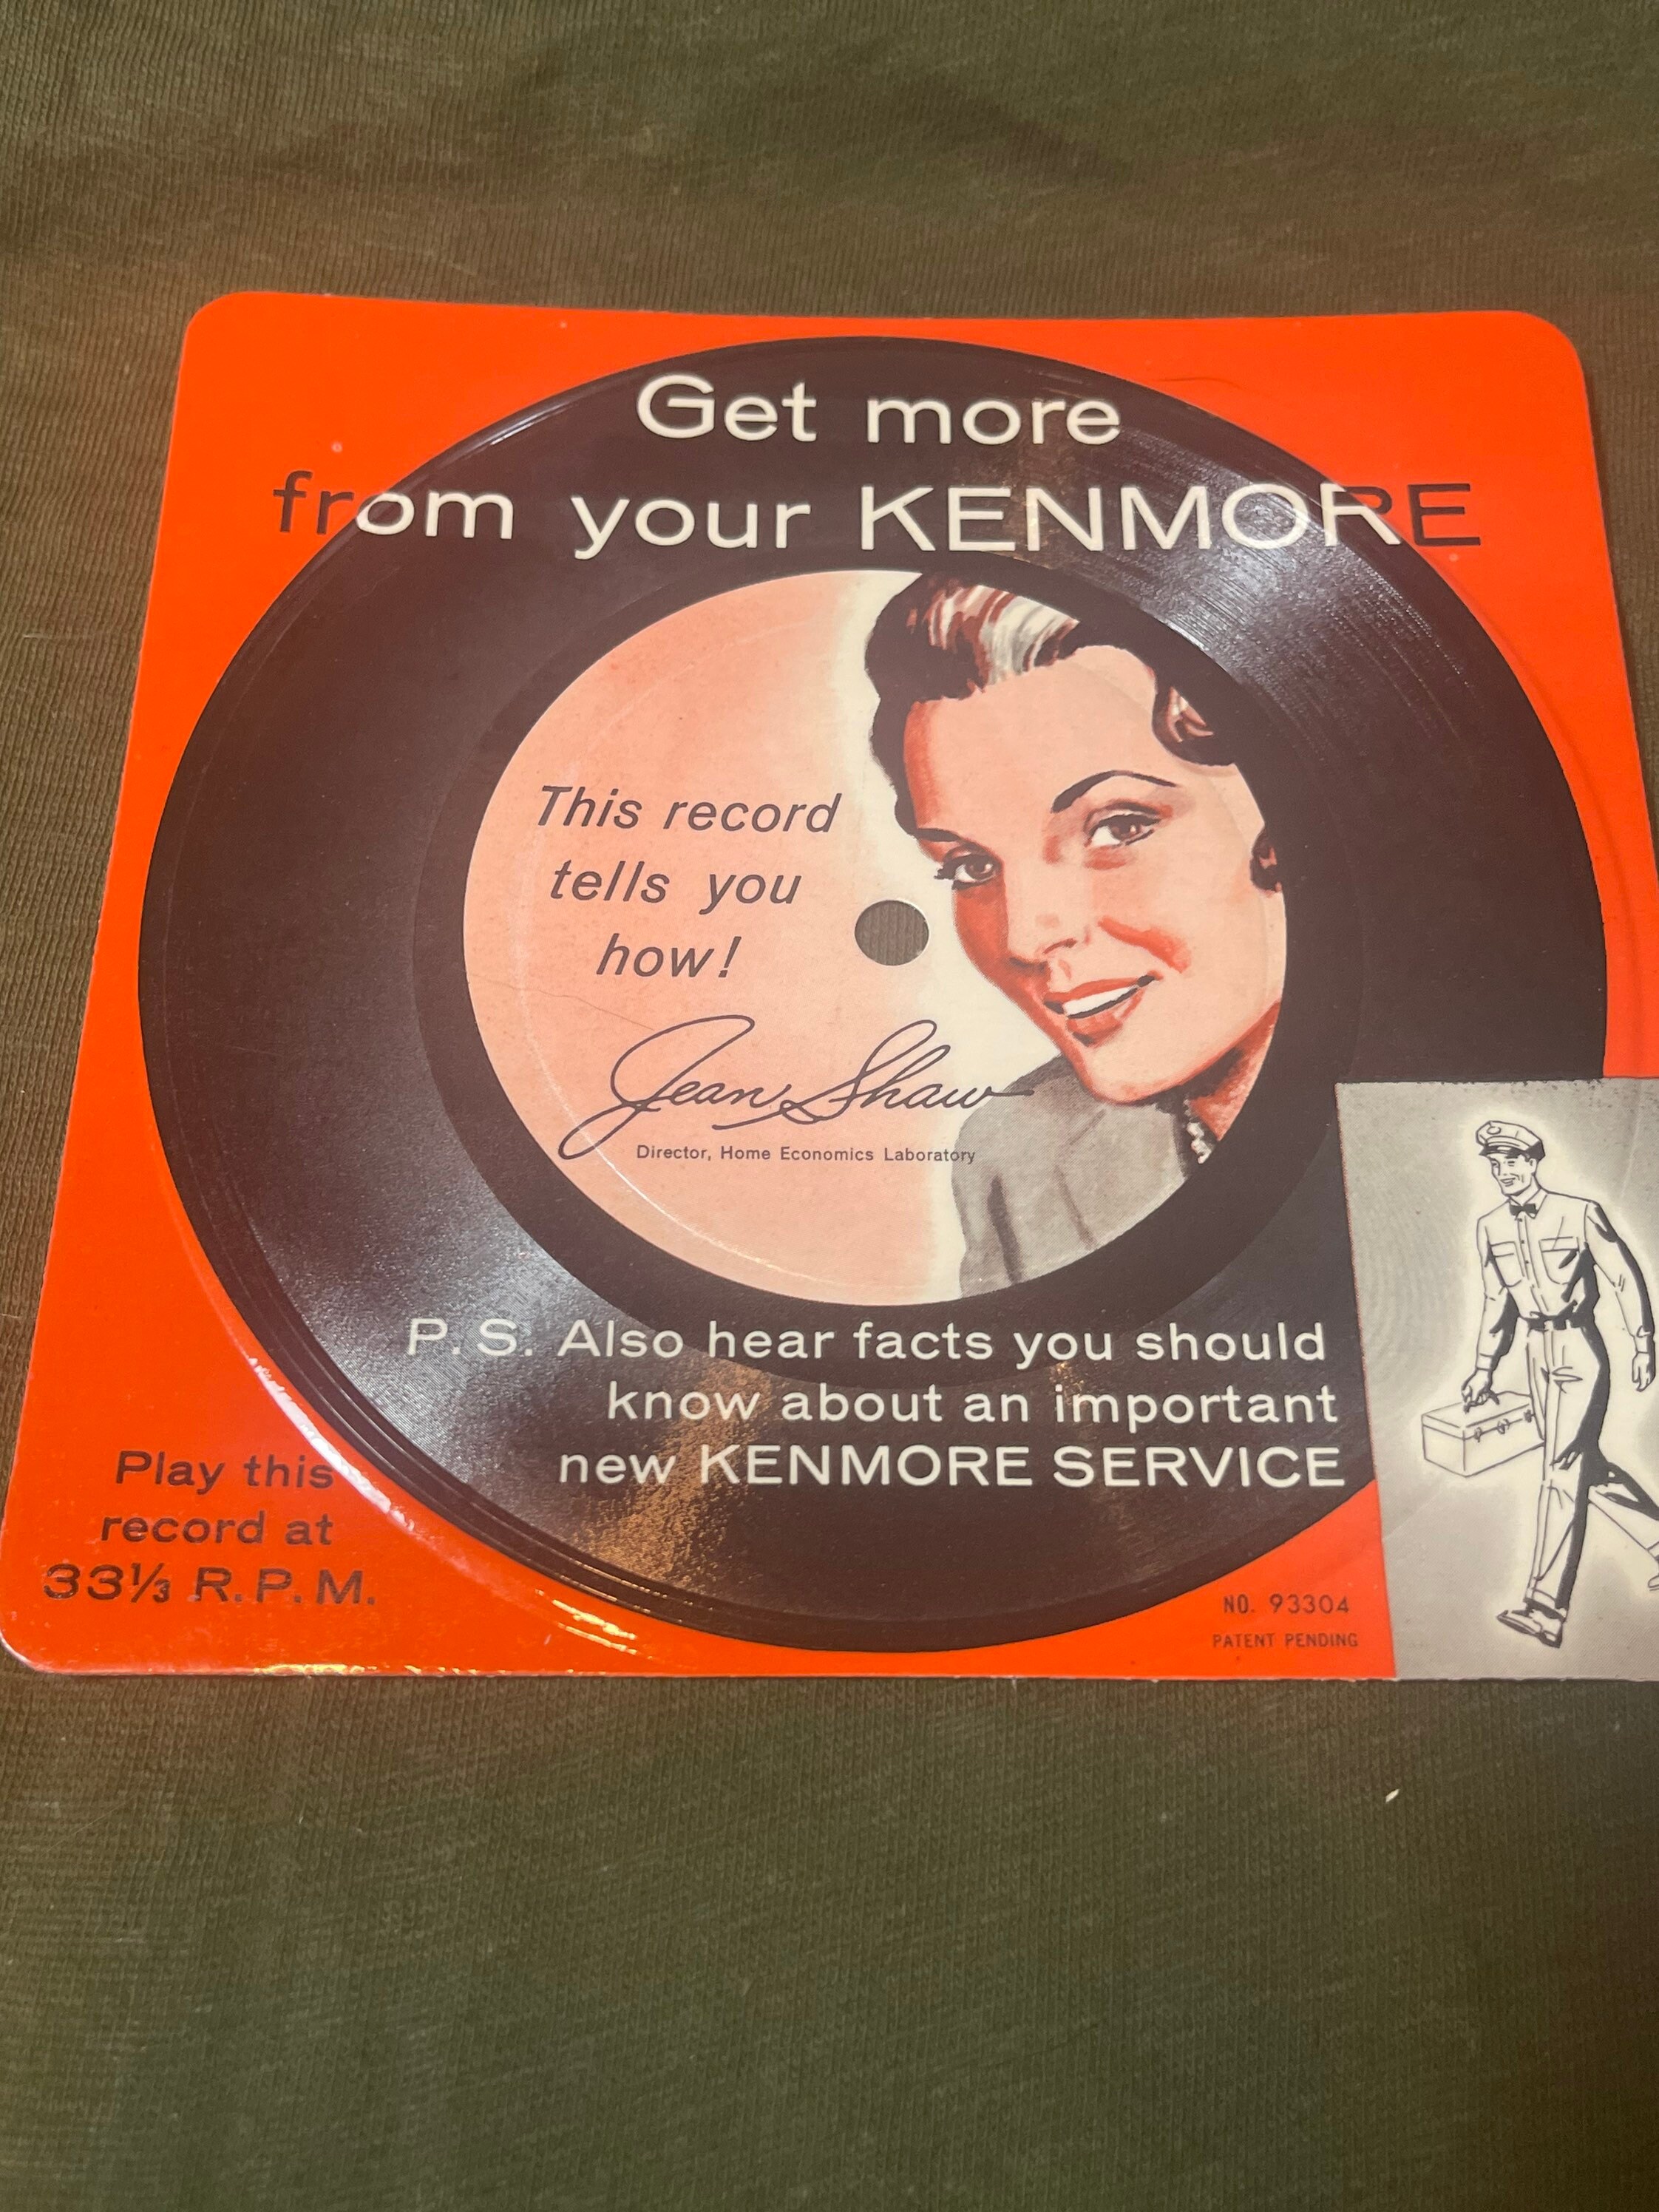 Get more
from your KENMORE
This record
tells you
how!
Jean Shaw
Director, Home Economics Laboratory
P.S. Also hear facts you should
know about an important
new KENMORE SERVICE
Play this
record at
33⅓ R.P.M.
NO. 93304
PATENT PENDING